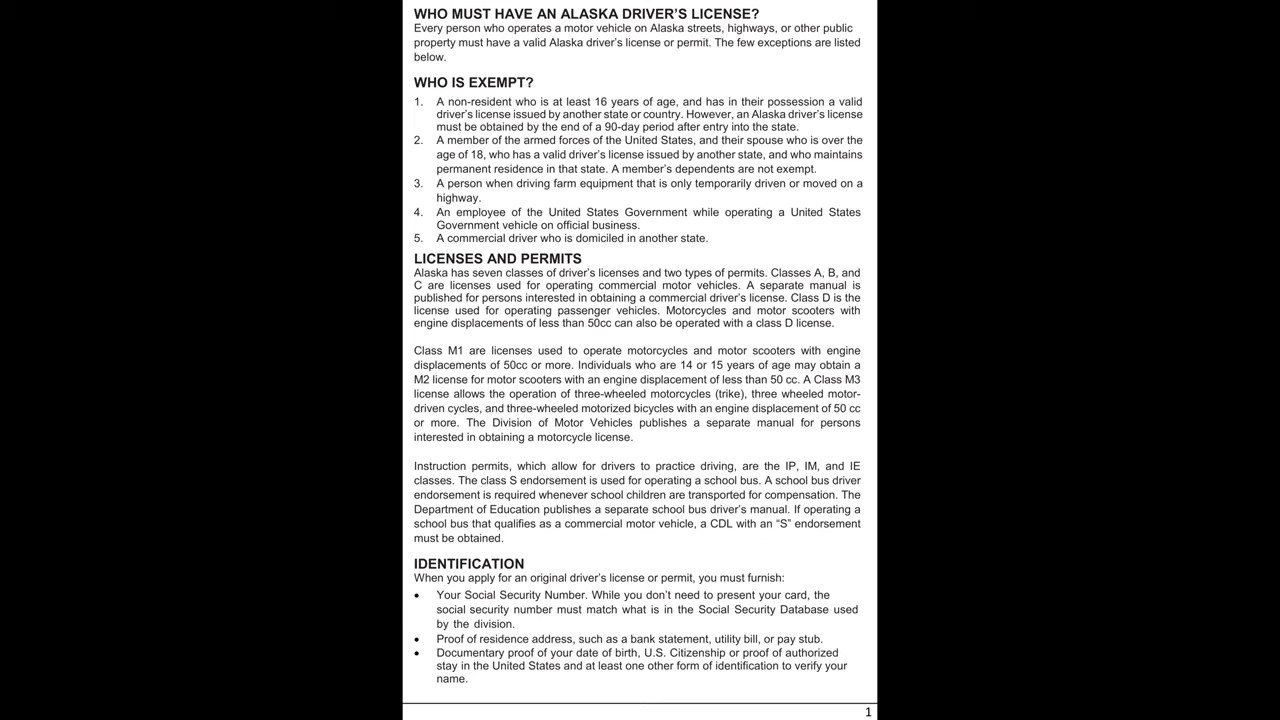 WHO MUST HAVE AN ALASKA DRIVER’S LICENSE?
Every person who operates a motor vehicle on Alaska streets, highways, or other public
property must have a valid Alaska driver’s license or permit. The few exceptions are listed
below.
WHO IS EXEMPT?
1. A non-resident who is at least 16 years of age, and has in their possession a valid
driver’s license issued by another state or country. However, an Alaska driver’s license
must be obtained by the end of a 90-day period after entry into the state.
2. A member of the armed forces of the United States, and their spouse who is over the
age of 18, who has a valid driver’s license issued by another state, and who maintains
permanent residence in that state. A member’s dependents are not exempt.
3. A person when driving farm equipment that is only temporarily driven or moved on a
highway.
4. An employee of the United States Government while operating a United States
Government vehicle on official business.
5. A commercial driver who is domiciled in another state.
LICENSES AND PERMITS
Alaska has seven classes of driver’s licenses and two types of permits. Classes A, B, and
C are licenses used for operating commercial motor vehicles. A separate manual is
published for persons interested in obtaining a commercial driver’s license. Class D is the
license used for operating passenger vehicles. Motorcycles and motor scooters with
engine displacements of less than 50cc can also be operated with a class D license.
Class M1 are licenses used to operate motorcycles and motor scooters with engine
displacements of 50cc or more. Individuals who are 14 or 15 years of age may obtain a
M2 license for motor scooters with an engine displacement of less than 50 cc. A Class M3
license allows the operation of three-wheeled motorcycles (trike), three wheeled motor-
driven cycles, and three-wheeled motorized bicycles with an engine displacement of 50 cc
or more. The Division of Motor Vehicles publishes a separate manual for persons
interested in obtaining a motorcycle license.
Instruction permits, which allow for drivers to practice driving, are the IP, IM, and IE
classes. The class S endorsement is used for operating a school bus. A school bus driver
endorsement is required whenever school children are transported for compensation. The
Department of Education publishes a separate school bus driver’s manual. If operating a
school bus that qualifies as a commercial motor vehicle, a CDL with an “S” endorsement
must be obtained.
IDENTIFICATION
When you apply for an original driver’s license or permit, you must furnish:
• Your Social Security Number. While you don’t need to present your card, the
social security number must match what is in the Social Security Database used
by the division.
• Proof of residence address, such as a bank statement, utility bill, or pay stub.
• Documentary proof of your date of birth, U.S. Citizenship or proof of authorized
stay in the United States and at least one other form of identification to verify your
name.
1